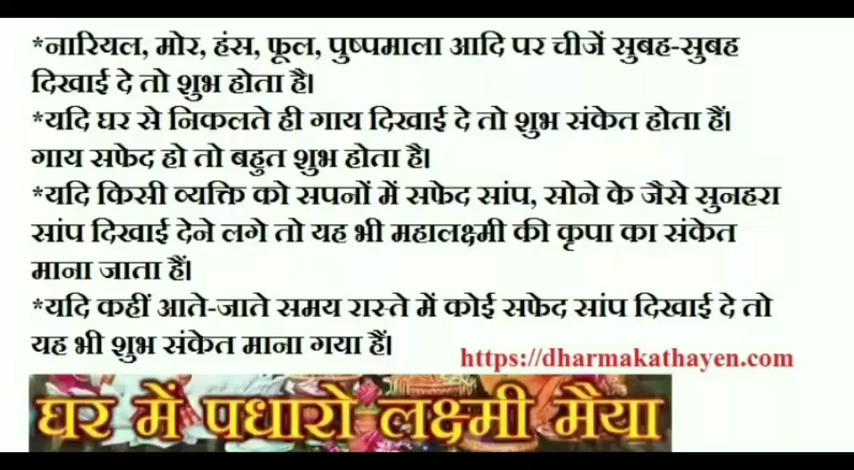 *नारियल, मोर, हंस, फूल, पुष्पमाला आदि पर चीजें सुबह-सुबह
दिखाई दे तो शुभ होता है।
*यदि घर से निकलते ही गाय दिखाई दे तो शुभ संकेत होता हैं।
गाय सफेद हो तो बहुत शुभ होता है।
*यदि किसी व्यक्ति को सपनों में सफेद सांप, सोने के जैसे सुनहरा
सांप दिखाई देने लगे तो यह भी महालक्ष्मी की कृपा का संकेत
माना जाता हैं।
*यदि कहीं आते-जाते समय रास्ते में कोई सफेद सांप दिखाई दे तो
यह भी शुभ संकेत माना गया हैं।
https://dharmakathayen.com
घर में पधारो लक्ष्मी मैया